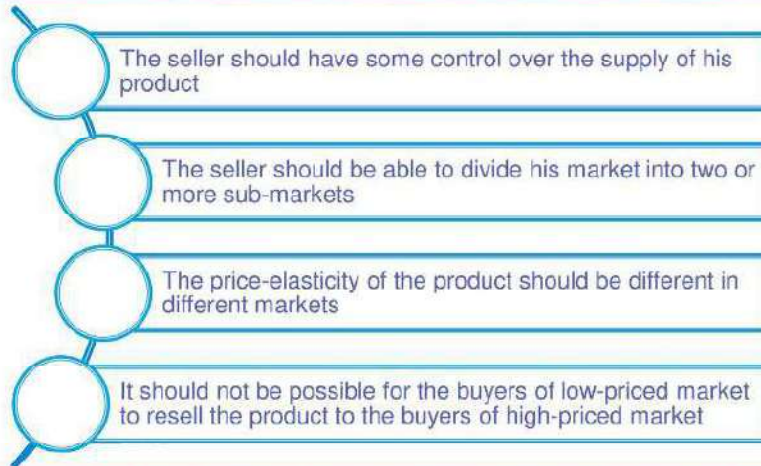 The seller should have some control over the supply of his
product
The seller should be able to divide his market into two or
more sub-markets
The price-elasticity of the product should be different in
different markets
It should not be possible for the buyers of low-priced market
to resell the product to the buyers of high-priced market